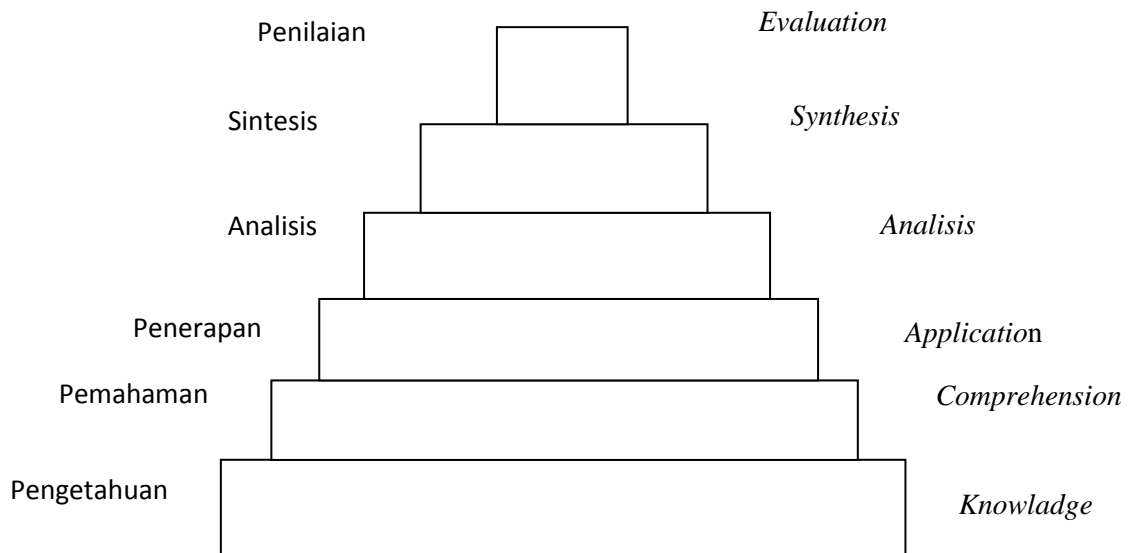 Penilaian Evaluation
Sintesis Synthesis
Analisis Analisis
Penerapan Application
Pemahaman Comprehension
Pengetahuan Knowladge